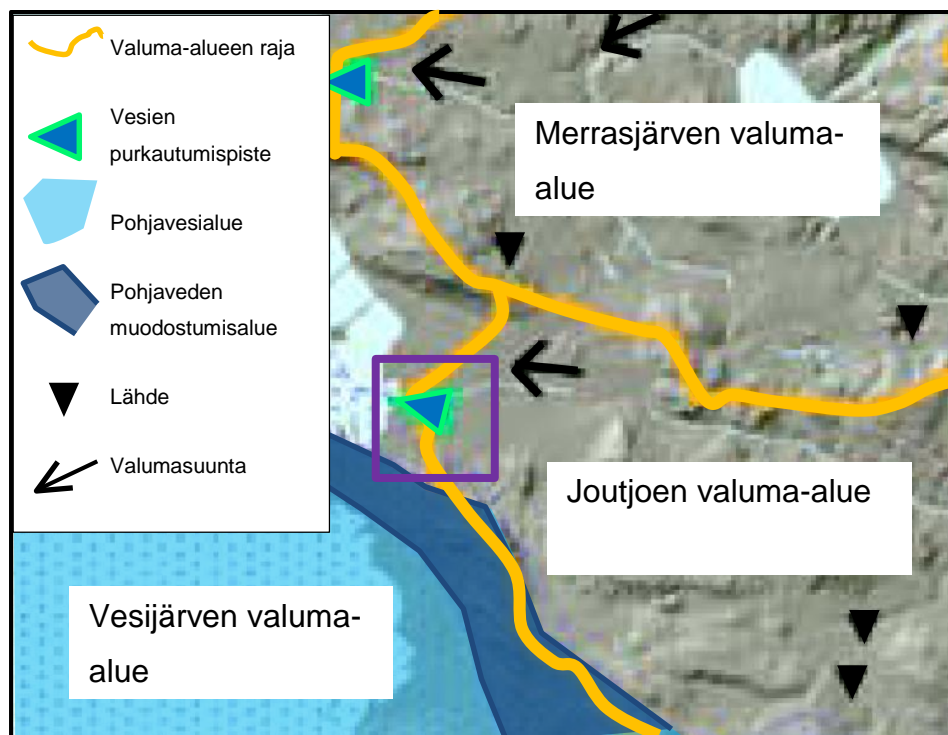 Valuma-alueen raja
Vesien
purkautumispiste
Pohjavesialue
Pohjaveden
muodostumisalue
Lähde
Valumasuunta
Merrasjärven valuma-
alue
Joutjoen valuma-alue
Vesijärven valuma-
alue